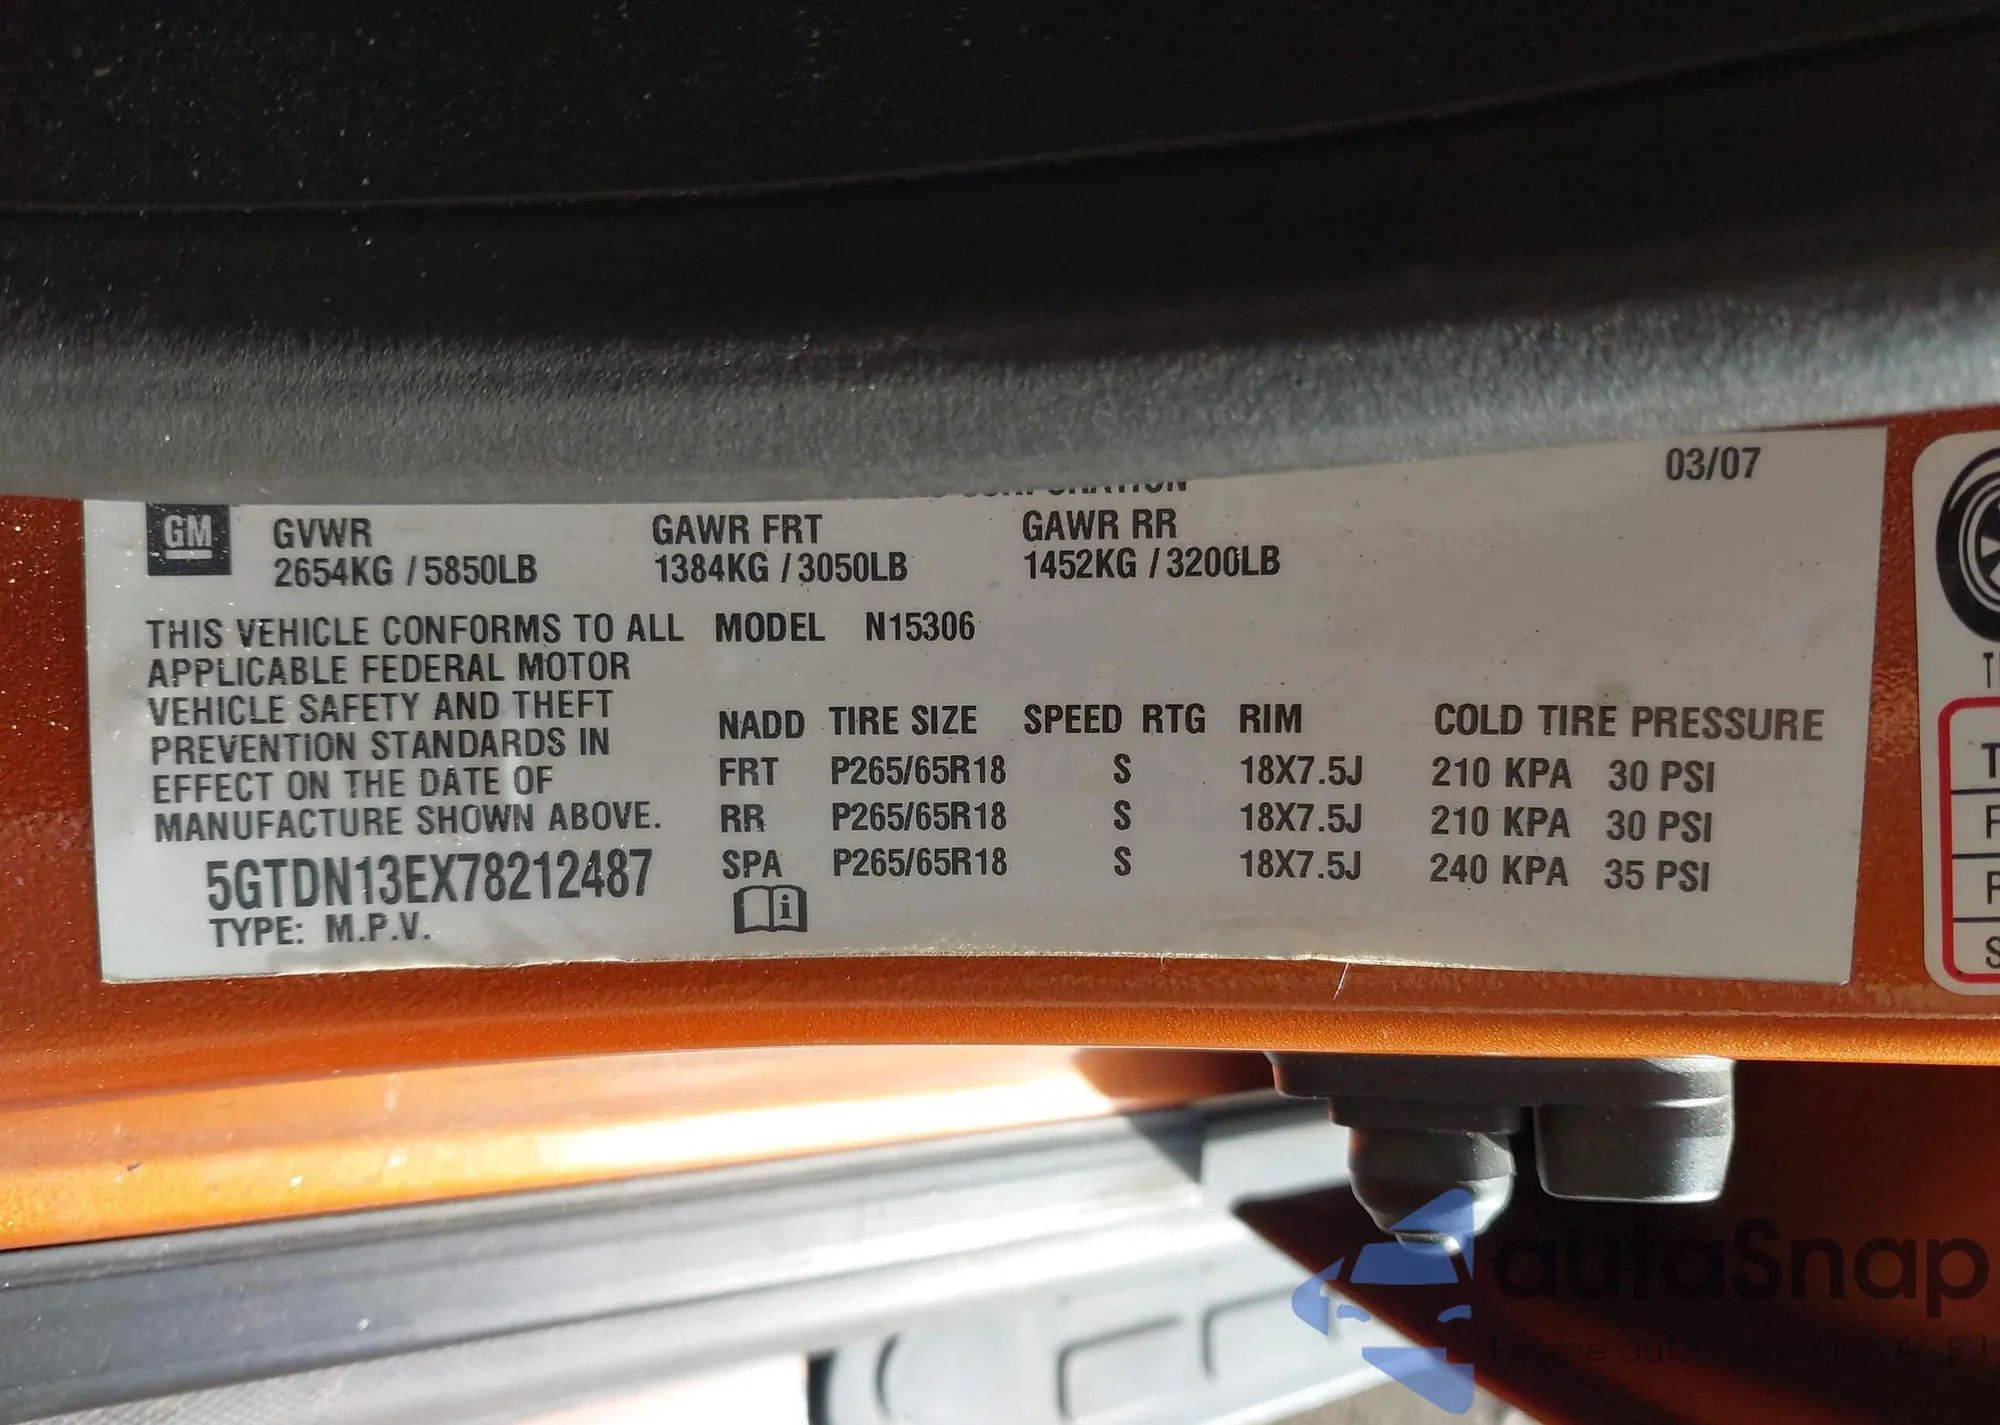 CORPORATION
03/07
GM
GVWR GAWR FRT GAWR RR
2654KG / 5850LB 1384KG / 3050LB 1452KG / 3200LB
THIS VEHICLE CONFORMS TO ALL
APPLICABLE FEDERAL MOTOR
VEHICLE SAFETY AND THEFT
PREVENTION STANDARDS IN
EFFECT ON THE DATE OF
MANUFACTURE SHOWN ABOVE.
5GTDN13EX78212487
TYPE: M.P.V.
MODEL N15306
NADD TIRE SIZE SPEED RTG RIM COLD TIRE PRESSURE
FRT P265/65R18 S 18X7.5J 210 KPA 30 PSI
RR P265/65R18 S 18X7.5J 210 KPA 30 PSI
SPA P265/65R18 S 18X7.5J 240 KPA 35 PSI
i
autaSnap